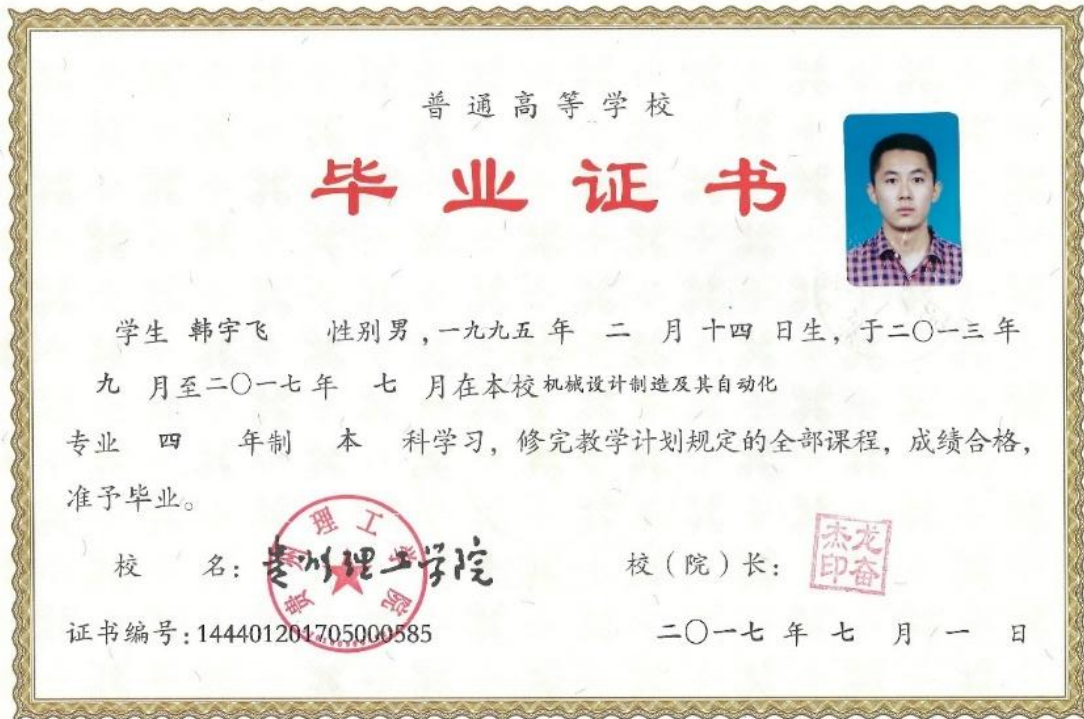 普通高等学校
毕业证书
学生 韩宇飞 性别男,一九九五 年 二 月 十四 日生,于二〇一三 年
九 月至二〇一七 年 七 月在本校 机械设计制造及其自动化
专业 四 年制 本 科学习,修完教学计划规定的全部课程,成绩合格,
准予毕业。
校 名:贵州理工学院
贵州理工学院
校(院)长:
龙奋杰印
证书编号:144401201705000585
二〇一七 年 七 月 一 日